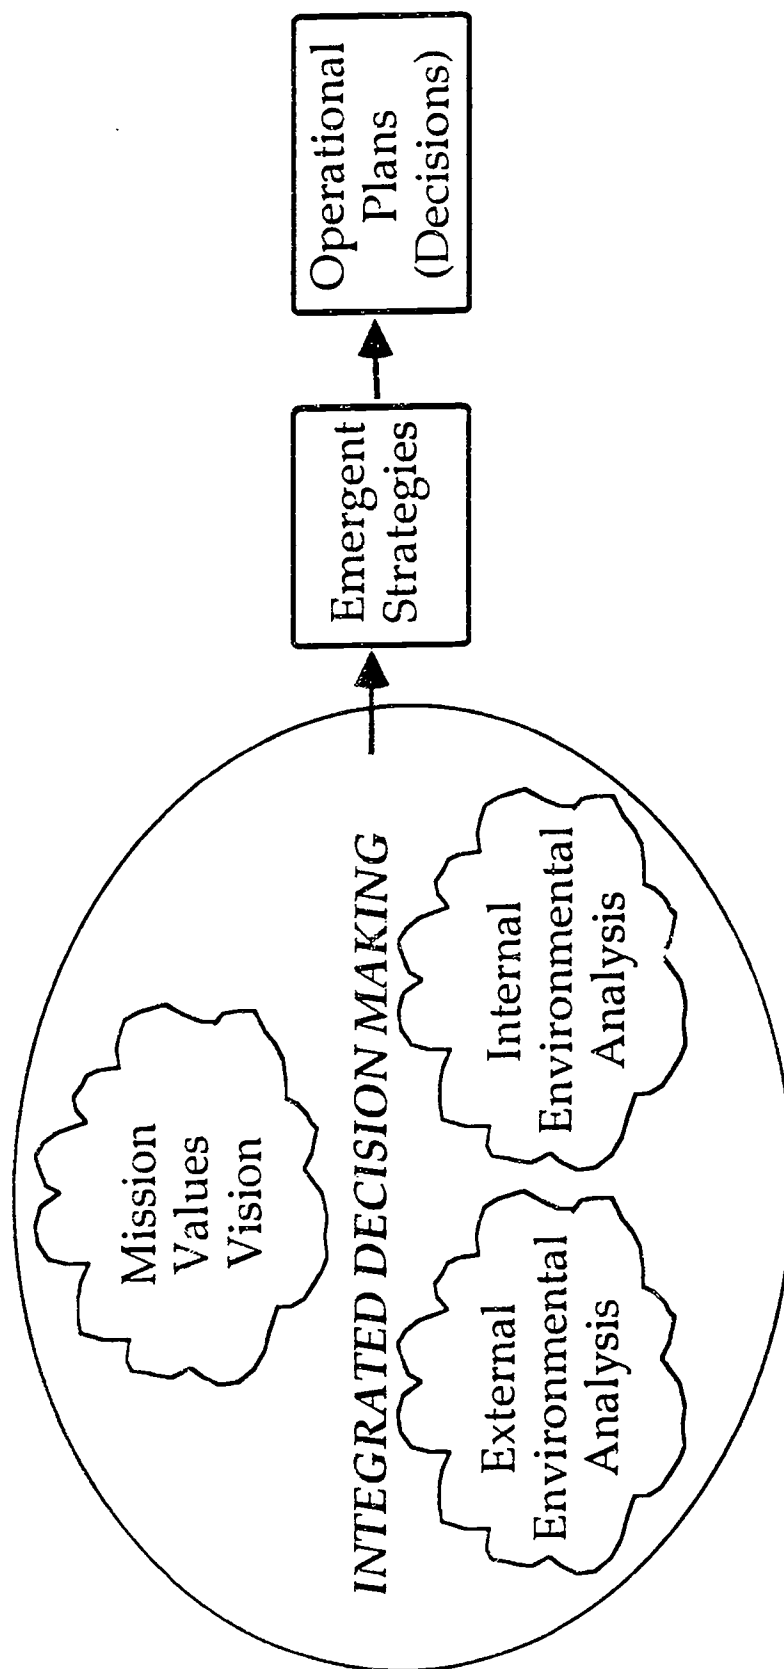 Mission
Values
Vision
INTEGRATED DECISION MAKING
External
Environmental
Analysis
Internal
Environmental
Analysis
Emergent
Strategies
Operational
Plans
(Decisions)